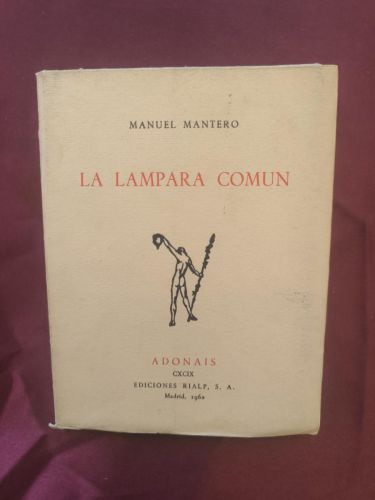 MANUEL MANTERO
LA LAMPARA COMUN
ADONAIS
CXCIX
EDICIONES RIALP, S. A.
Madrid, 1962